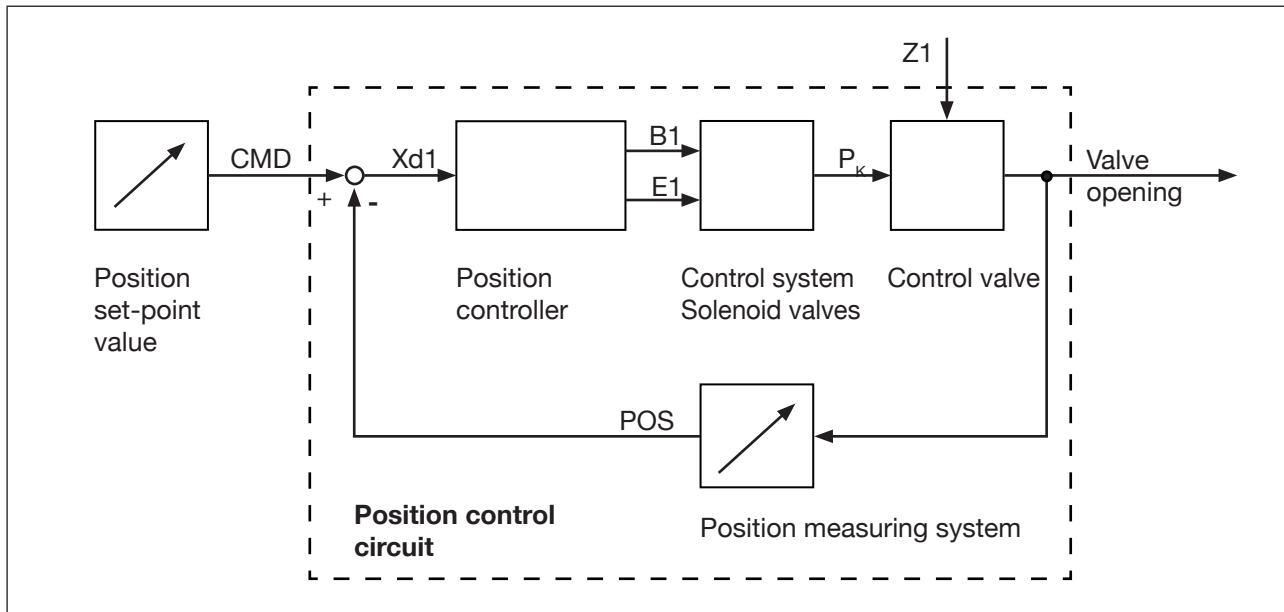 Z1
CMD
Xd1
B1
E1
PK
Valve
opening
+
-
Position
set-point
value
Position
controller
Control system
Solenoid valves
Control valve
POS
Position control
circuit
Position measuring system